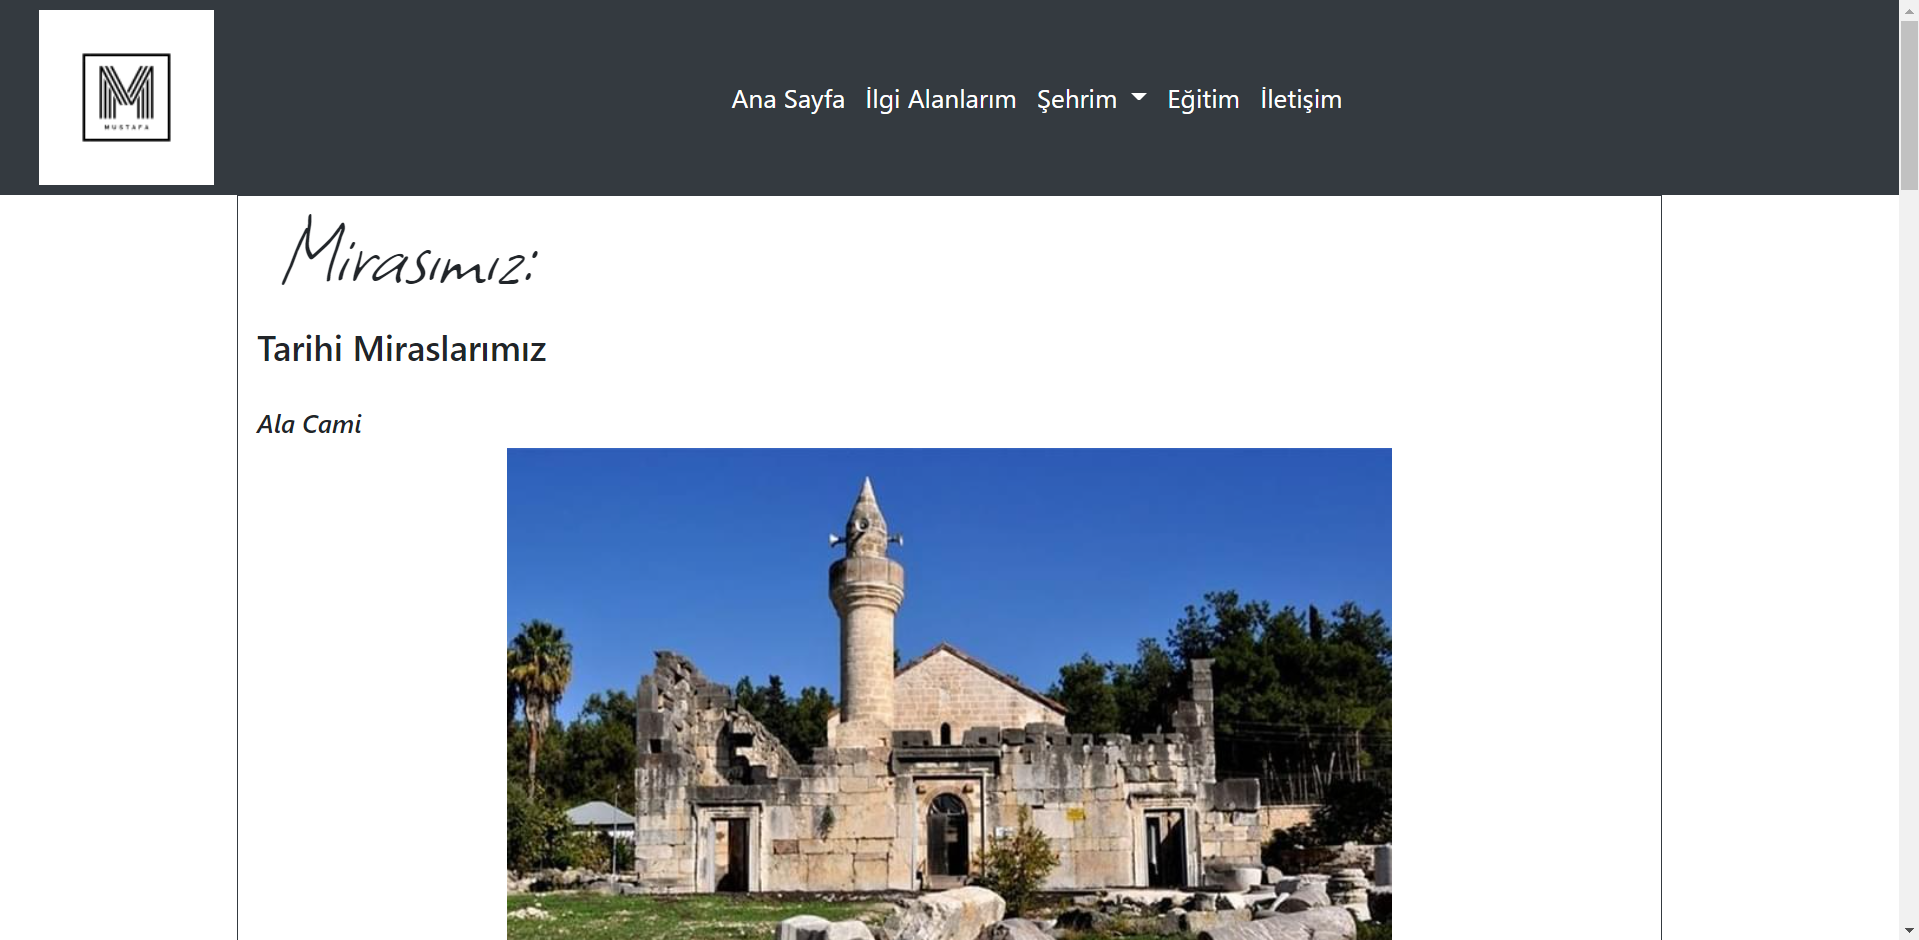 MUSTAFA
Ana Sayfa İlgi Alanlarım Şehrim Eğitim İletişim
Mirasımız:
Tarihi Miraslarımız
Ala Cami